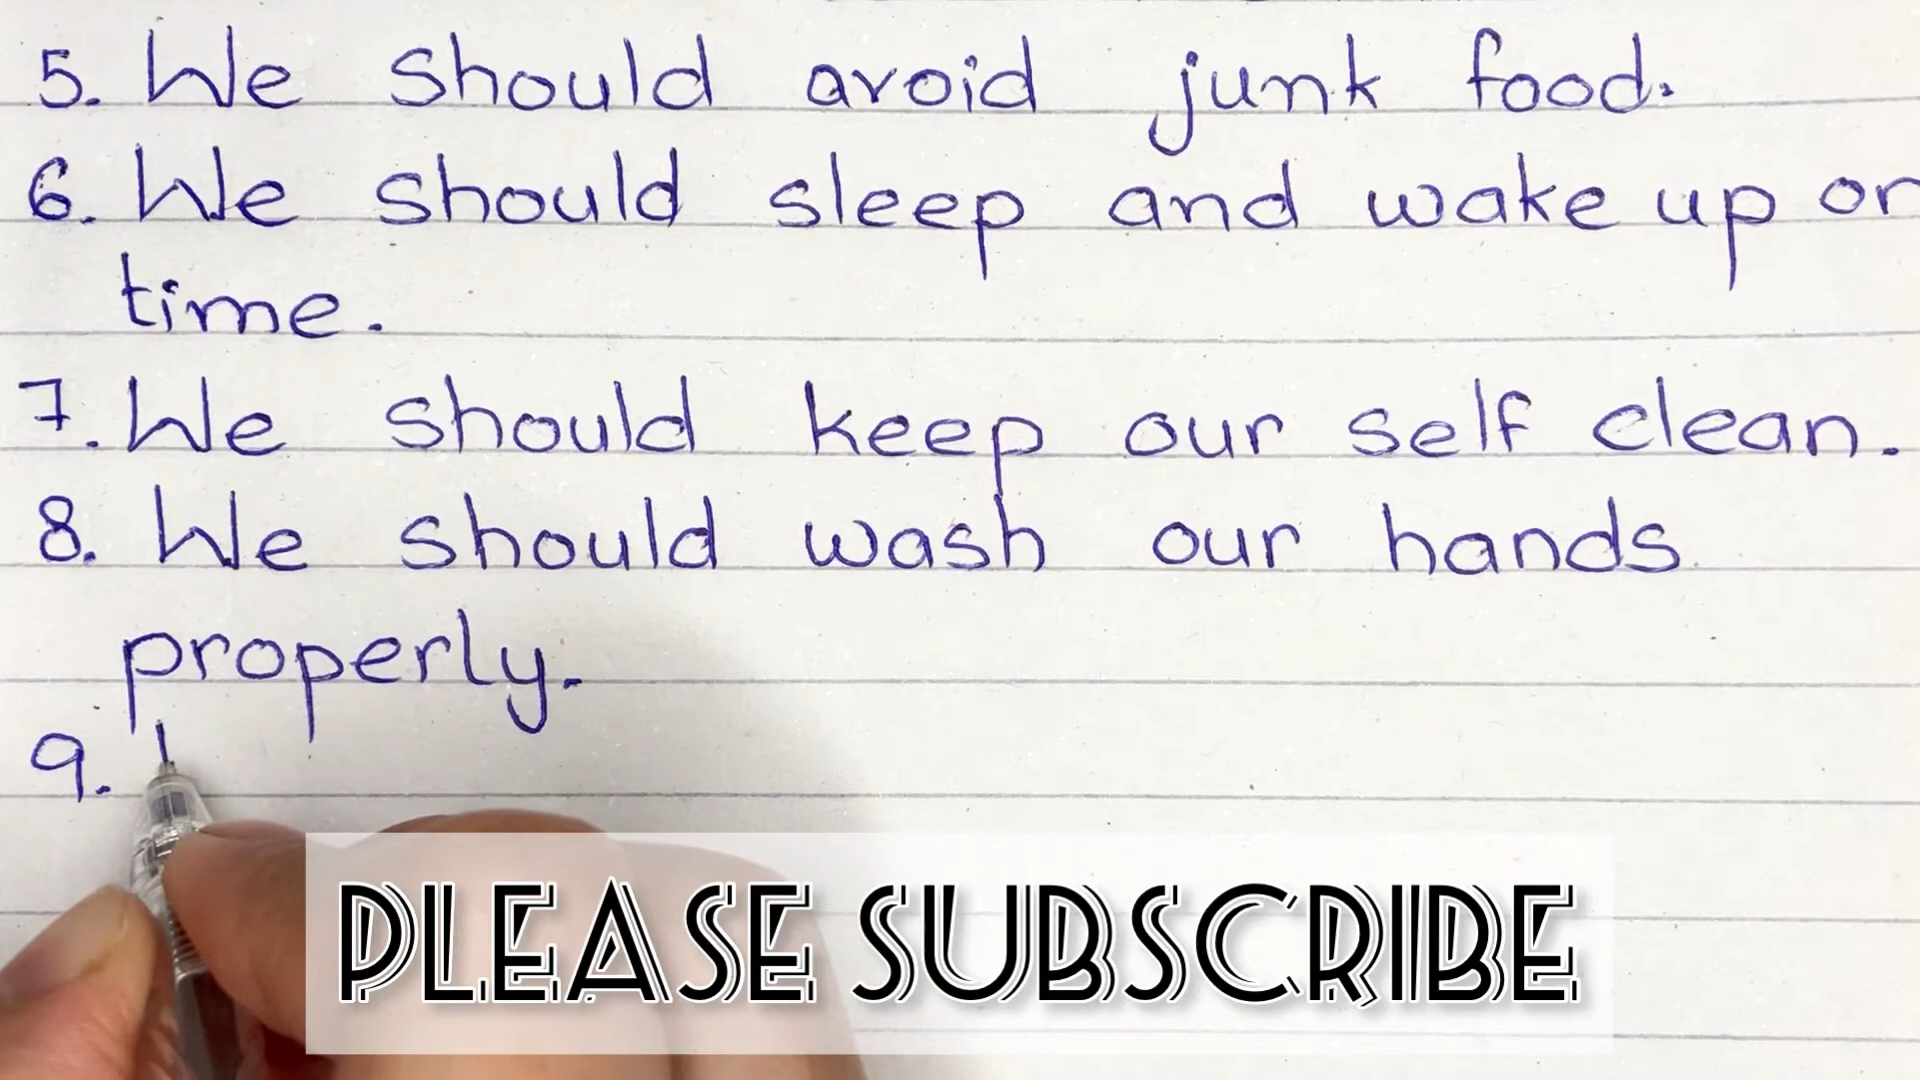 5. We should avoid junk food.
6. We should sleep and wake up on
time.
7. We should keep our self clean.
8. We should wash our hands
properly.
9.
PLEASE SUBSCRIBE